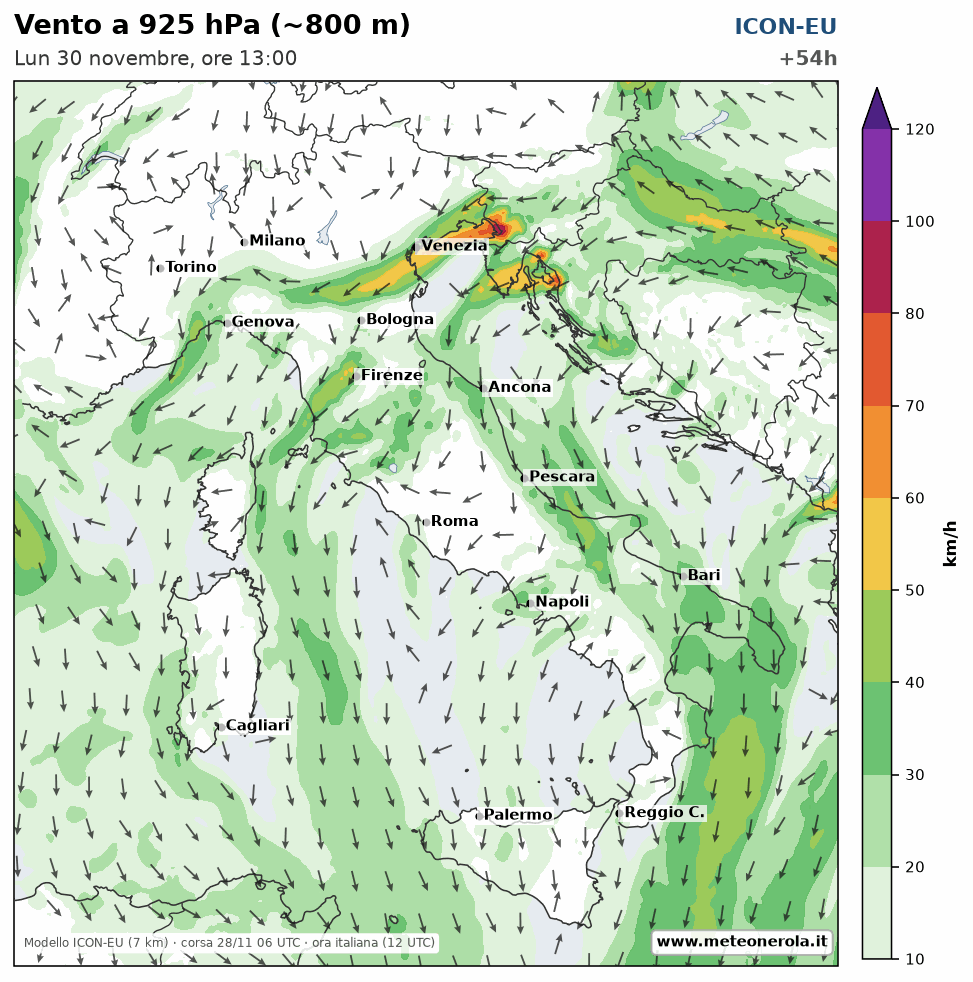 Vento a 925 hPa (~800 m)
ICON-EU
Lun 30 novembre, ore 13:00
+54h
120
100
80
70
60
50
40
30
20
10
km/h
Milano
Venezia
Torino
Genova
Bologna
Firenze
Ancona
Pescara
Roma
Bari
Napoli
Cagliari
Palermo
Reggio C.
Modello ICON-EU (7 km) · corsa 28/11 06 UTC · ora italiana (12 UTC)
www.meteonerola.it